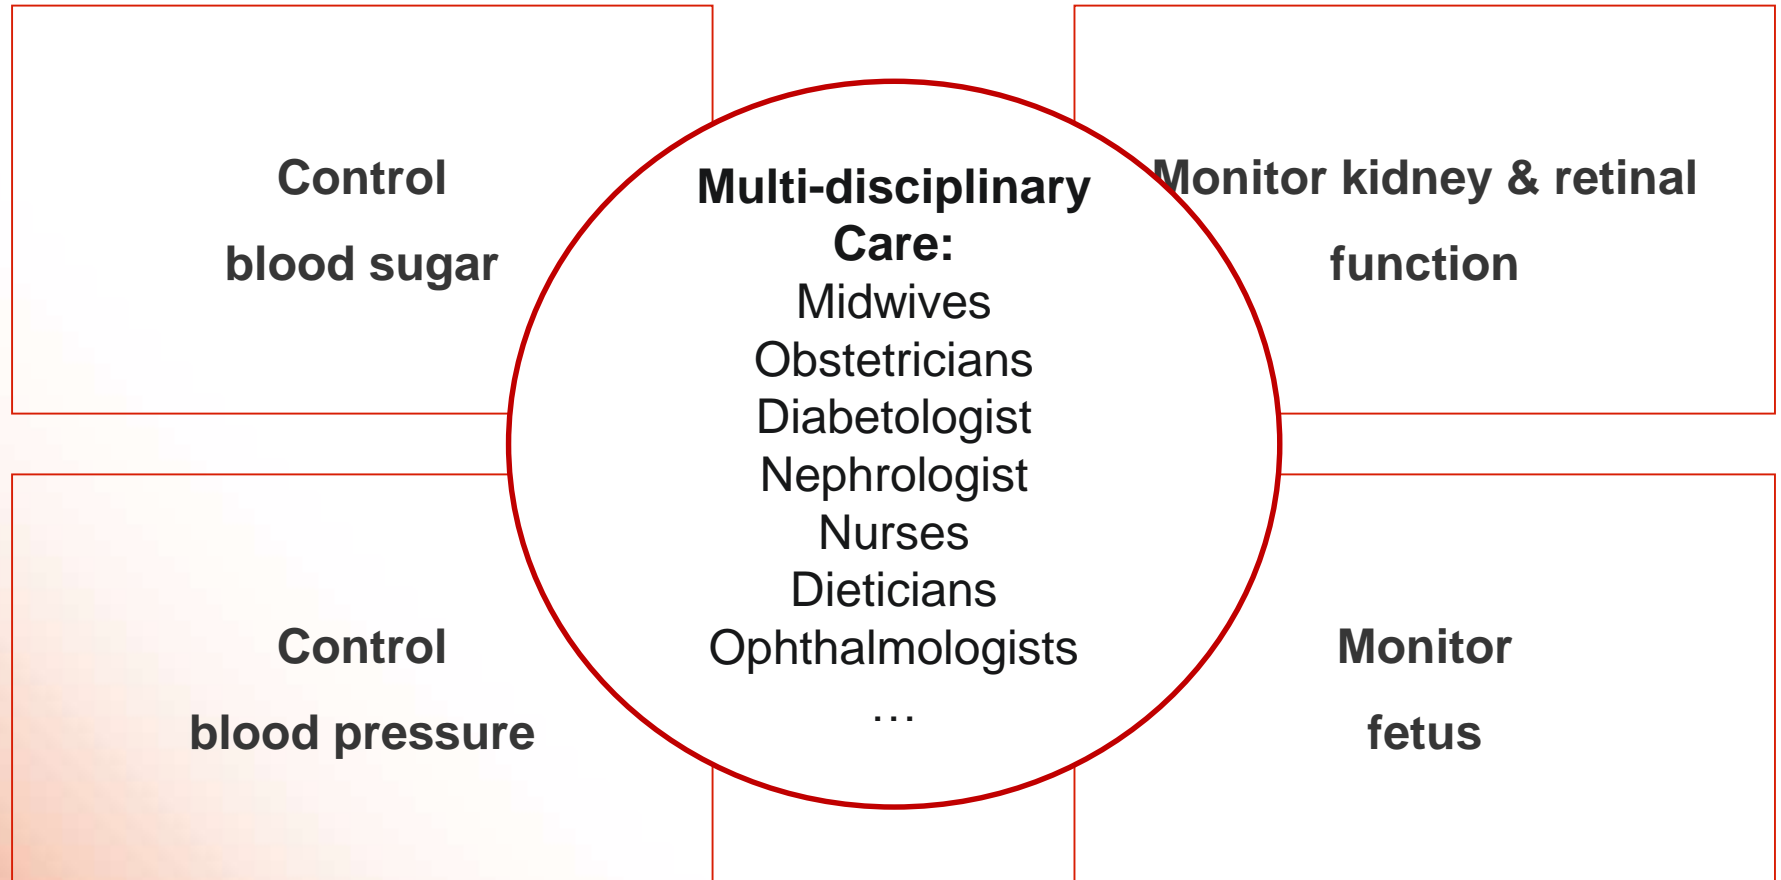 Control
blood sugar
Multi-disciplinary
Care:
Midwives
Obstetricians
Diabetologist
Nephrologist
Nurses
Dieticians
Ophthalmologists
…
Monitor kidney & retinal
function
Control
blood pressure
Monitor
fetus